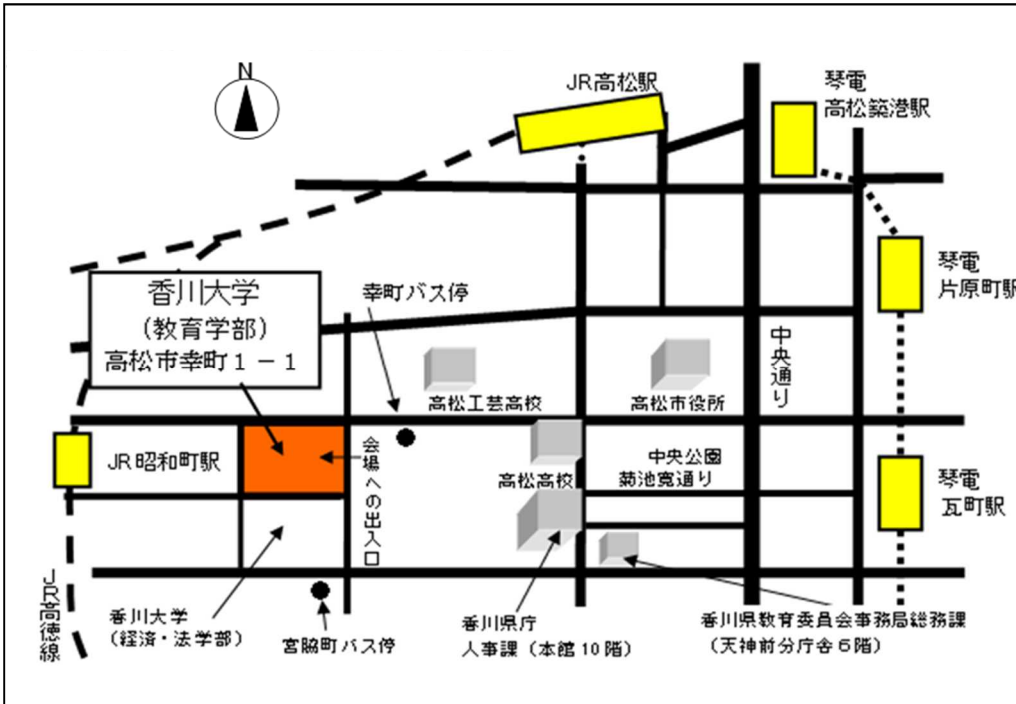 N
JR高松駅
琴電
高松築港駅
琴電
片原町駅
香川大学
（教育学部）
高松市幸町１－１
幸町バス停
中央通り
高松工芸高校
高松市役所
JR昭和町駅
会場への出入口
高松高校
中央公園
菊池寛通り
琴電
瓦町駅
JR高徳線
香川大学
（経済・法学部）
宮脇町バス停
香川県庁
人事課（本館10階）
香川県教育委員会事務局総務課
（天神前分庁舎６階）